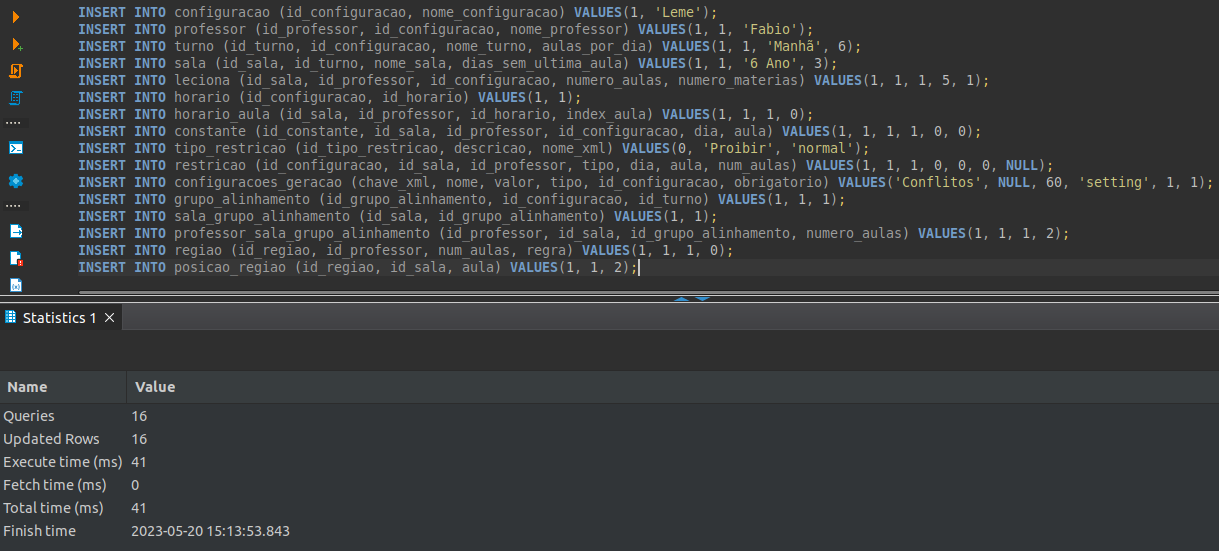 INSERT INTO configuracao (id_configuracao, nome_configuracao) VALUES(1, 'Leme');
INSERT INTO professor (id_professor, id_configuracao, nome_professor) VALUES(1, 1, 'Fabio');
INSERT INTO turno (id_turno, id_configuracao, nome_turno, aulas_por_dia) VALUES(1, 1, 'Manhã', 6);
INSERT INTO sala (id_sala, id_turno, nome_sala, dias_sem_ultima_aula) VALUES(1, 1, '6 Ano', 3);
INSERT INTO leciona (id_sala, id_professor, id_configuracao, numero_aulas, numero_materias) VALUES(1, 1, 1, 5, 1);
INSERT INTO horario (id_configuracao, id_horario) VALUES(1, 1);
INSERT INTO horario_aula (id_sala, id_professor, id_horario, index_aula) VALUES(1, 1, 1, 0);
INSERT INTO constante (id_constante, id_sala, id_professor, id_configuracao, dia, aula) VALUES(1, 1, 1, 1, 0, 0);
INSERT INTO tipo_restricao (id_tipo_restricao, descricao, nome_xml) VALUES(0, 'Proibir', 'normal');
INSERT INTO restricao (id_configuracao, id_sala, id_professor, tipo, dia, aula, num_aulas) VALUES(1, 1, 1, 0, 0, 0, NULL);
INSERT INTO configuracoes_geracao (chave_xml, nome, valor, tipo, id_configuracao, obrigatorio) VALUES('Conflitos', NULL, 60, 'setting', 1, 1);
INSERT INTO grupo_alinhamento (id_grupo_alinhamento, id_configuracao, id_turno) VALUES(1, 1, 1);
INSERT INTO sala_grupo_alinhamento (id_sala, id_grupo_alinhamento) VALUES(1, 1);
INSERT INTO professor_sala_grupo_alinhamento (id_professor, id_sala, id_grupo_alinhamento, numero_aulas) VALUES(1, 1, 1, 2);
INSERT INTO regiao (id_regiao, id_professor, num_aulas, regra) VALUES(1, 1, 1, 0);
INSERT INTO posicao_regiao (id_regiao, id_sala, aula) VALUES(1, 1, 2);
Statistics 1
Name Value
Queries 16
Updated Rows 16
Execute time (ms) 41
Fetch time (ms) 0
Total time (ms) 41
Finish time 2023-05-20 15:13:53.843